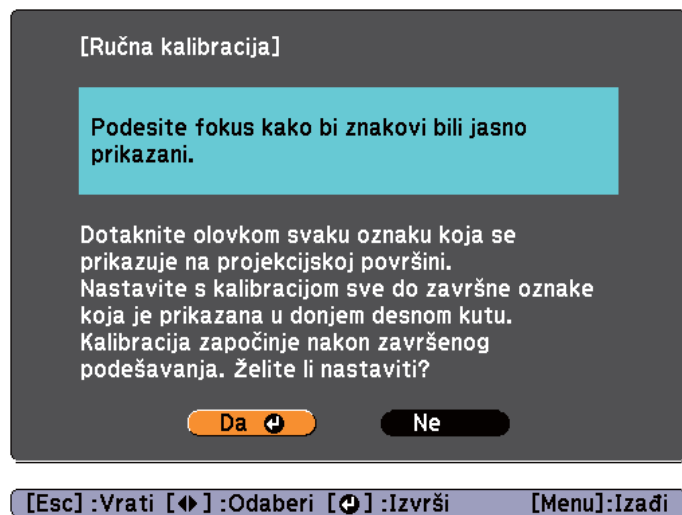 [Ručna kalibracija]
Podesite fokus kako bi znakovi bili jasno
prikazani.
Dotaknite olovkom svaku oznaku koja se
prikazuje na projekcijskoj površini.
Nastavite s kalibracijom sve do završne oznake
koja je prikazana u donjem desnom kutu.
Kalibracija započinje nakon završenog
podešavanja. Želite li nastaviti?
Da Ne
[Esc] :Vrati [◆] :Odaberi [↵] :Izvrši [Menu]:Izađi